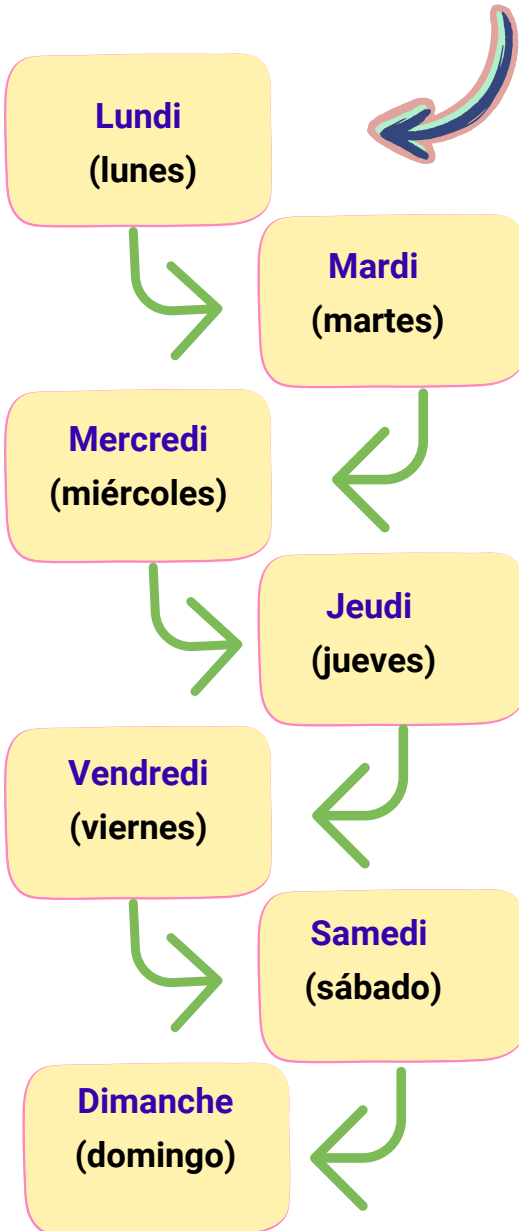 Lundi
(lunes)
Mardi
(martes)
Mercredi
(miércoles)
Jeudi
(jueves)
Vendredi
(viernes)
Samedi
(sábado)
Dimanche
(domingo)